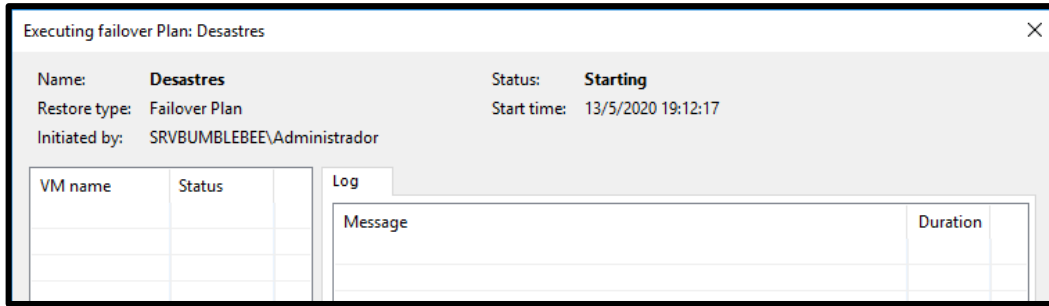 Executing failover Plan: Desastres
Name: Desastres Status: Starting
Restore type: Failover Plan Start time: 13/5/2020 19:12:17
Initiated by: SRVBUMBLEBEE\Administrador
VM name Status Log
Message Duration